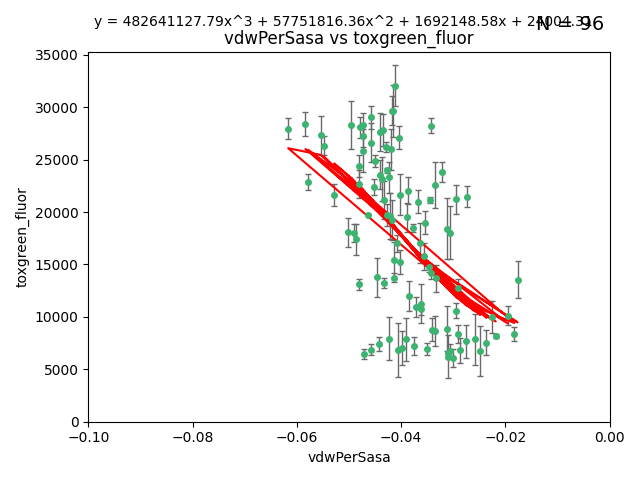 y = 482641127.79x^3 + 57751816.36x^2 + 1692148.58x + 24004.31
N = 96
vdwPerSasa vs toxgreen_fluor
35000
30000
25000
20000
15000
10000
5000
0
toxgreen_fluor
−0.10
−0.08
−0.06
−0.04
−0.02
0.00
vdwPerSasa